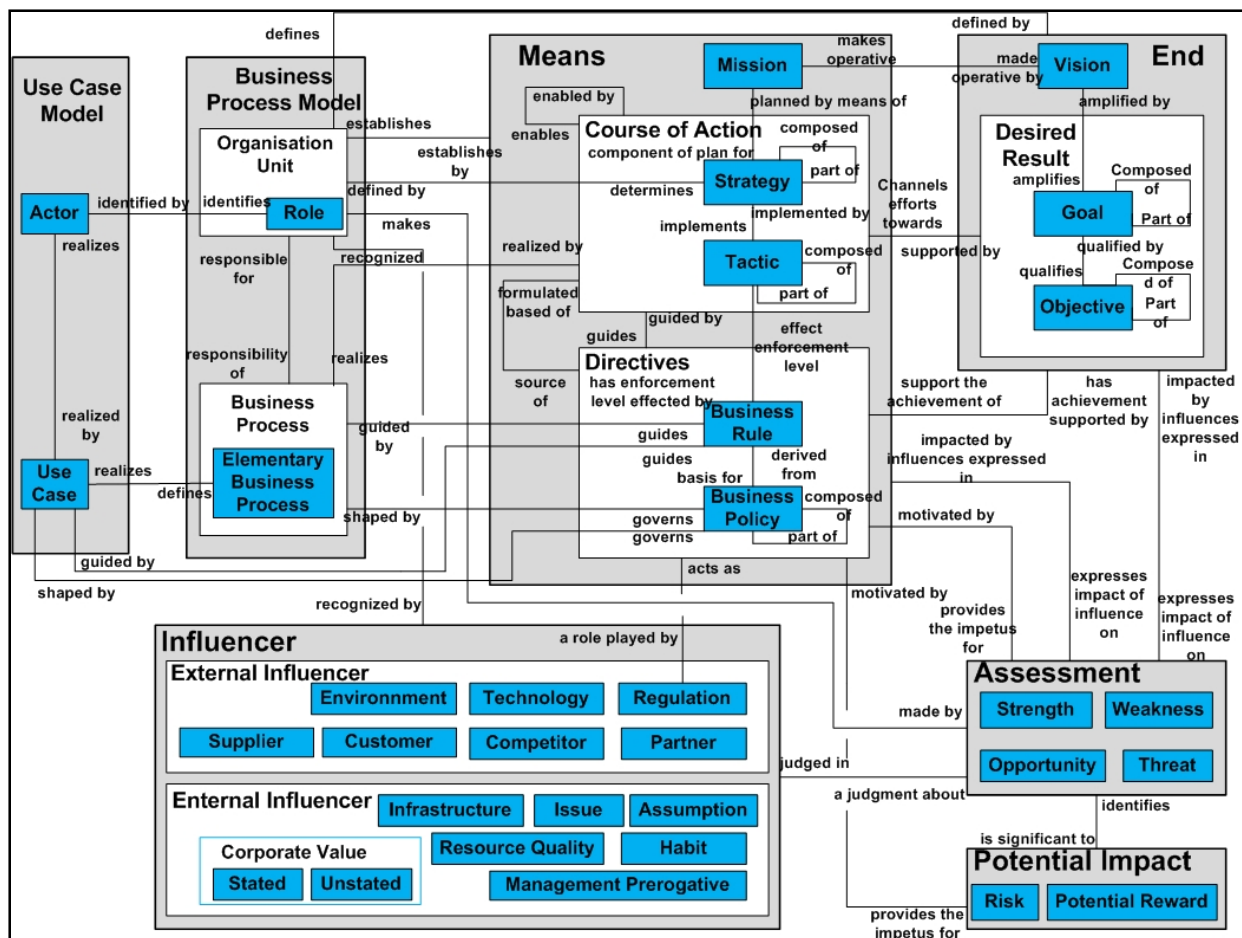 defines
defined by
Use Case
Model
Business
Process Model
Means
Mission
makes
operative
made
operative by
Vision
End
enabled by
enables
planned by means of
amplified by
establishes
Organisation
Unit
Course of Action
composed
of
part of
component of plan for
Desired
Result
establishes
by
defined by
determines
Strategy
amplifies
Composed
of
Part of
Goal
Channels
efforts
towards
Actor
identified by
identifies
Role
makes
implements
implemented by
supported by
realizes
responsible
for
recognized
realized by
Tactic
composed
of
part of
qualified by
qualifies
Compose
d of
Part
of
Objective
formulated
based of
guides
guided by
effect
enforcement
level
responsibility
of
realizes
source
of
Directives
has enforcement
level effected by
support the
achievement of
has
achievement
supported by
impacted
by
influences
expressed
in
realized
by
Business
Process
guided
by
guides
Business
Rule
impacted by
influences expressed
in
Use
Case
realizes
defines
Elementary
Business
Process
guides
basis for
derived
from
shaped by
governs
governs
Business
Policy
composed
of
part of
motivated by
guided by
shaped by
acts as
motivated by
expresses
impact of
influence
on
expresses
impact of
influence
on
recognized by
provides
the impetus
for
Influencer
a role played by
External Influencer
Environnment
Technology
Regulation
Supplier
Customer
Competitor
Partner
made by
Assessment
Strength
Weakness
Opportunity
Threat
judged in
a judgment about
identifies
Enternal Influencer
Infrastructure
Issue
Assumption
Corporate Value
Stated
Unstated
Resource Quality
Habit
Management Prerogative
is significant to
Potential Impact
Risk
Potential Reward
provides the
impetus for